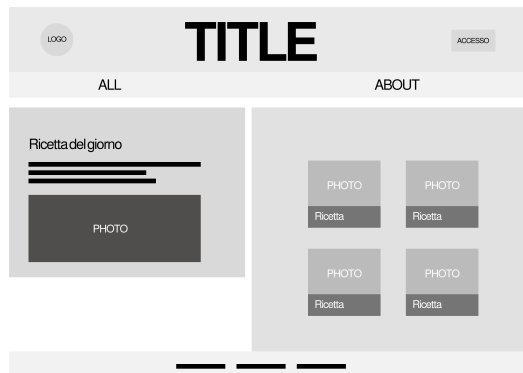 LOGO
TITLE
ACCESSO
ALL
ABOUT
Ricetta del giorno
PHOTO
PHOTO
Ricetta
PHOTO
Ricetta
PHOTO
Ricetta
PHOTO
Ricetta